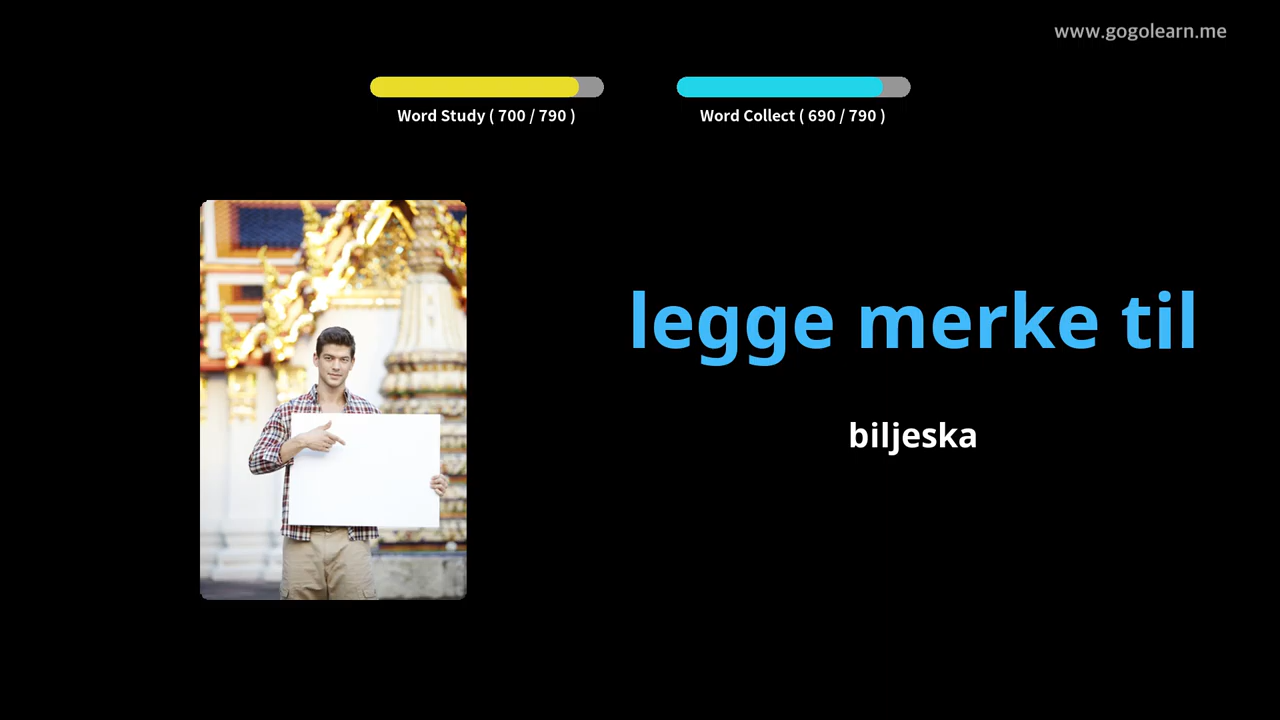 www.gogolearn.me
Word Study ( 700 / 790 )
Word Collect ( 690 / 790 )
legge merke til
biljeska